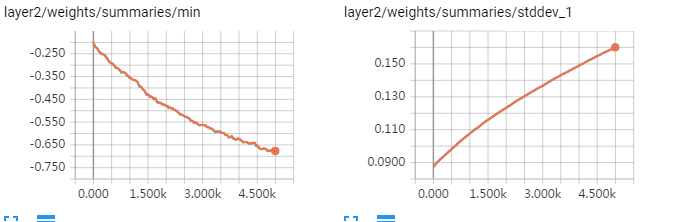 layer2/weights/summaries/min
-0.250
-0.350
-0.450
-0.550
-0.650
-0.750
0.000 1.500k 3.000k 4.500k
layer2/weights/summaries/stddev_1
0.150
0.130
0.110
0.0900
0.000 1.500k 3.000k 4.500k